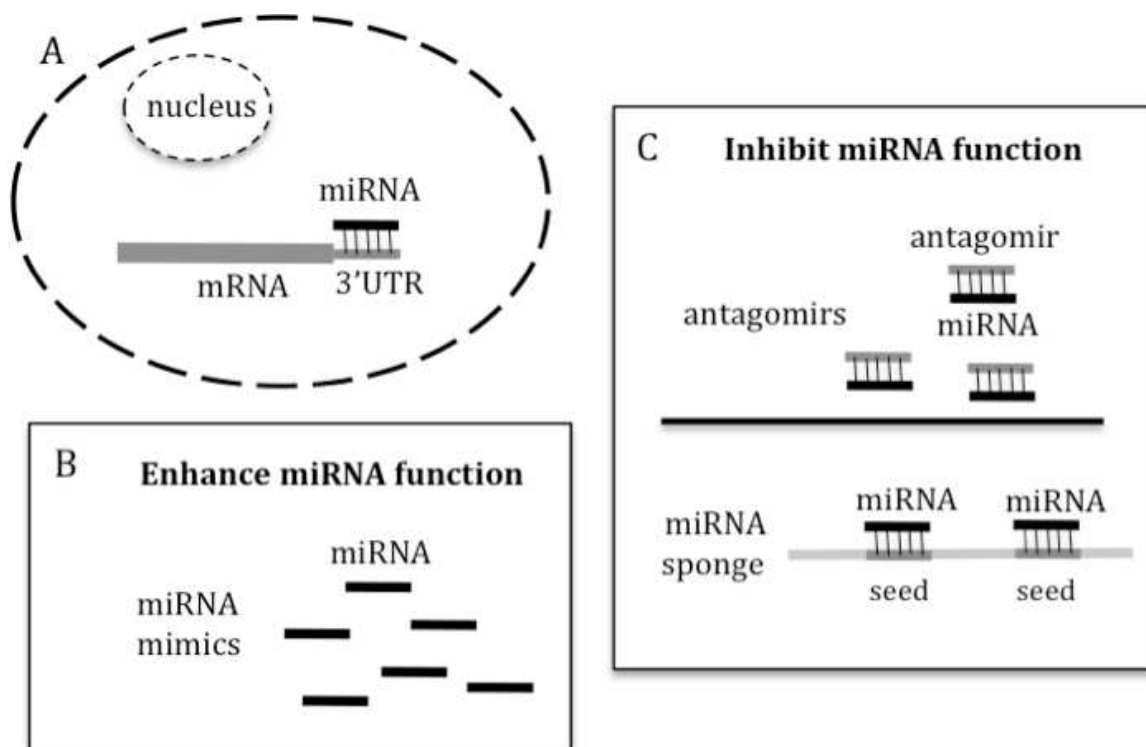 A
nucleus
miRNA
mRNA
3'UTR
B
Enhance miRNA function
miRNA
miRNA
mimics
C
Inhibit miRNA function
antagomir
antagomirs
miRNA
miRNA
miRNA
miRNA
sponge
seed
seed